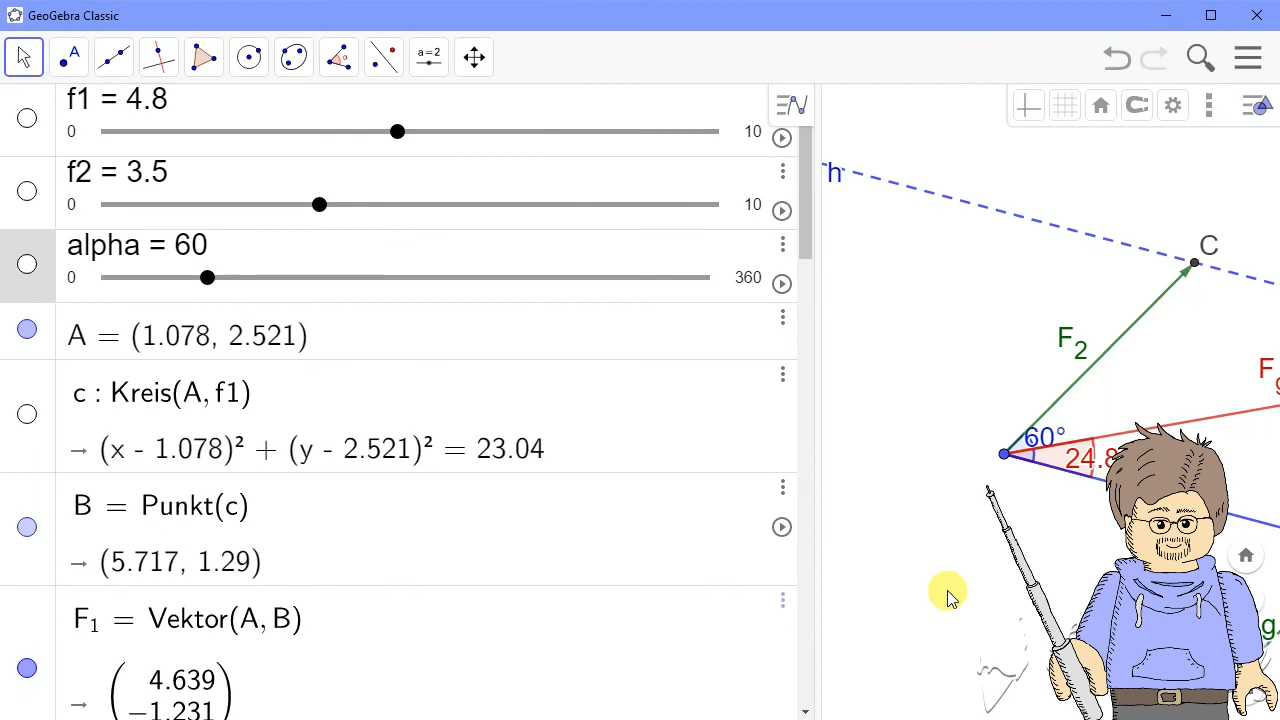 GeoGebra Classic
A
α
a=2
f1 = 4.8
0
10
f2 = 3.5
0
10
alpha = 60
0
360
A = (1.078, 2.521)
c : Kreis(A, f1)
→ (x - 1.078)² + (y - 2.521)² = 23.04
B = Punkt(c)
→ (5.717, 1.29)
F₁ = Vektor(A, B)
→ (4.639
−1.231)
h
C
F₂
F
60°
24.8
g